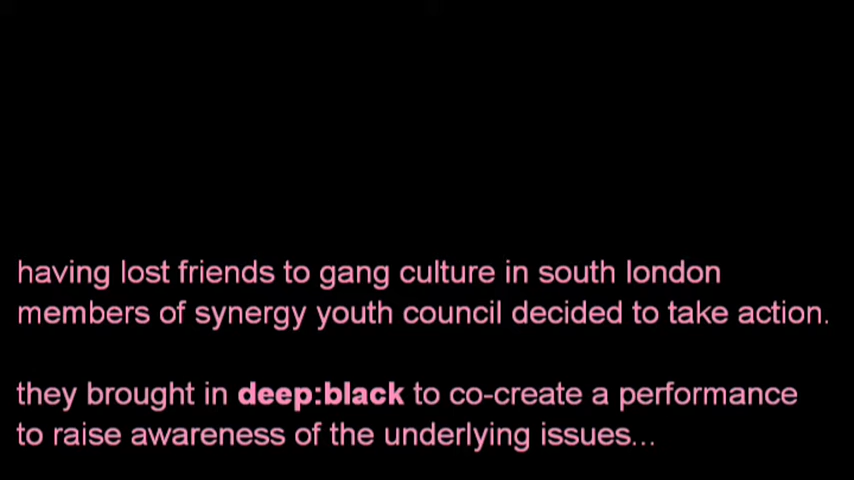 having lost friends to gang culture in south london
members of synergy youth council decided to take action.
they brought in deep:black to co-create a performance
to raise awareness of the underlying issues...